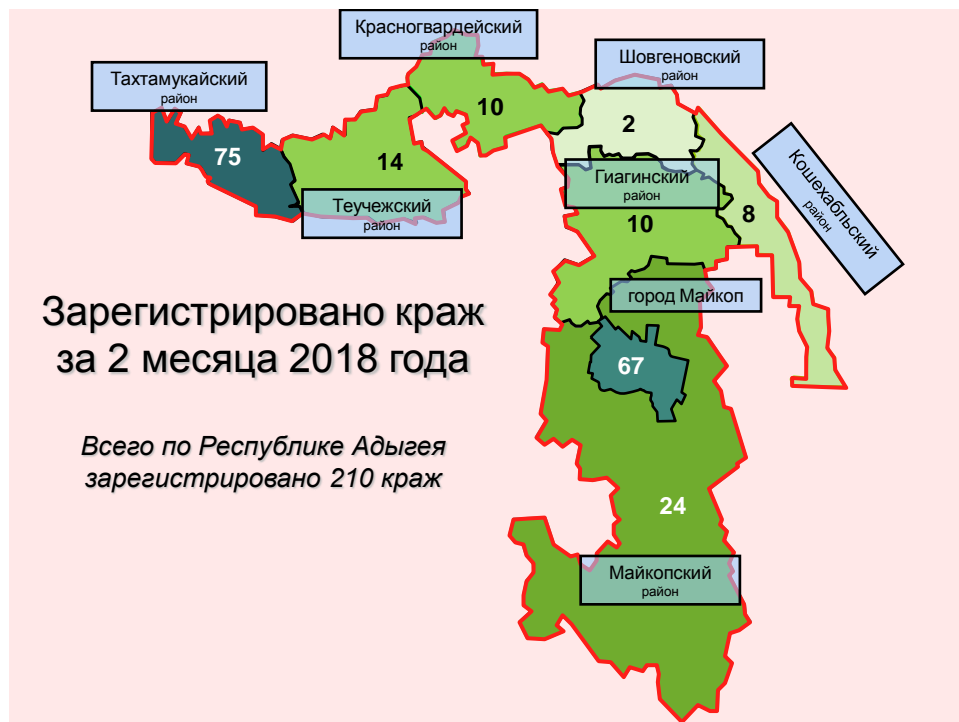 Красногвардейский
район
Шовгеновский
район
Тахтамукайский
район
10
2
75
14
Кошехабльский
район
Гиагинский
район
Теучежский
район
8
10
город Майкоп
Зарегистрировано краж
за 2 месяца 2018 года
67
Всего по Республике Адыгея
зарегистрировано 210 краж
24
Майкопский
район